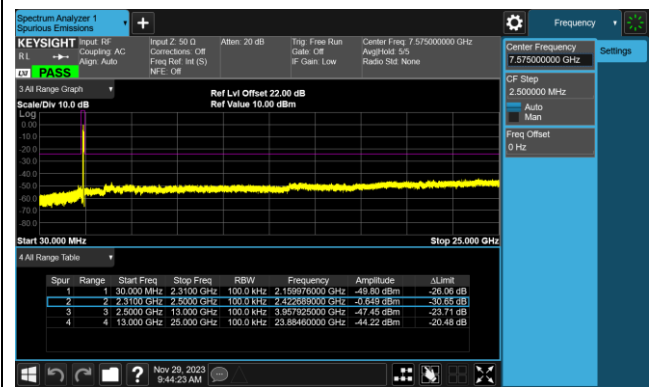 Spectrum Analyzer 1
Spurious Emissions
Frequency
KEYSIGHT
Input: RF
Coupling: AC
Align: Auto
Input Z: 50 Ω
Corrections: Off
Freq Ref: Int (S)
NFE: Off
Atten: 20 dB
Trig: Free Run
Gate: Off
IF Gain: Low
Center Freq: 7.575000000 GHz
Avg|Hold: 5/5
Radio Std: None
RL
LXI
PASS
Center Frequency
7.575000000 GHz
Settings
CF Step
2.500000 MHz
Auto
Man
Freq Offset
0 Hz
3 All Range Graph
Scale/Div 10.0 dB
Ref Lvl Offset 22.00 dB
Ref Value 10.00 dBm
Log
0.00
-10.0
-20.0
-30.0
-40.0
-50.0
-60.0
-70.0
-80.0
Start 30.000 MHz
Stop 25.000 GHz
4 All Range Table
Spur Range Start Freq Stop Freq RBW Frequency Amplitude ΔLimit
1 1 30.000 MHz 2.3100 GHz 100.0 kHz 2.159976000 GHz -49.80 dBm -26.06 dB
2 2 2.3100 GHz 2.5000 GHz 100.0 kHz 2.422689000 GHz -0.649 dBm -30.65 dB
3 3 2.5000 GHz 13.000 GHz 100.0 kHz 3.957925000 GHz -47.45 dBm -23.71 dB
4 4 13.000 GHz 25.000 GHz 100.0 kHz 23.88460000 GHz -44.22 dBm -20.48 dB
Nov 29, 2023
9:44:23 AM